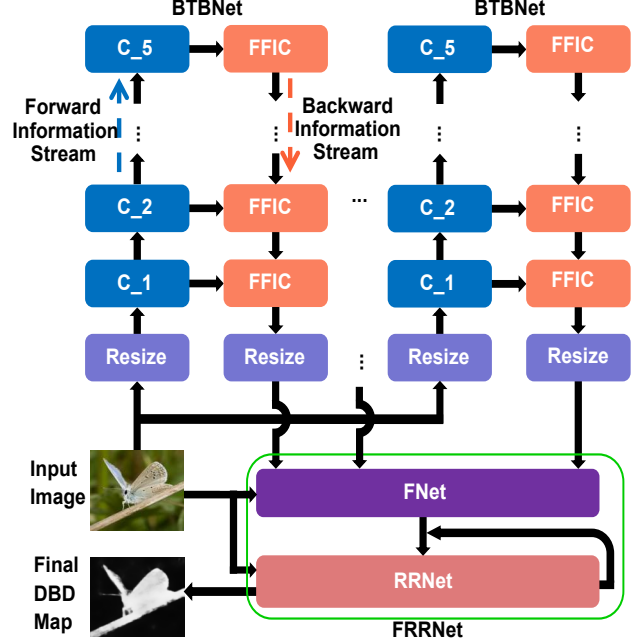 BTBNet BTBNet
C_5 FFIC C_5 FFIC
Forward
Information
Stream
Backward
Information
Stream
⋮ ⋮ ⋮ ⋮
C_2 FFIC ... C_2 FFIC
C_1 FFIC C_1 FFIC
Resize Resize ⋮ Resize Resize
Input
Image
FNet
Final
DBD
Map
RRNet
FRRNet